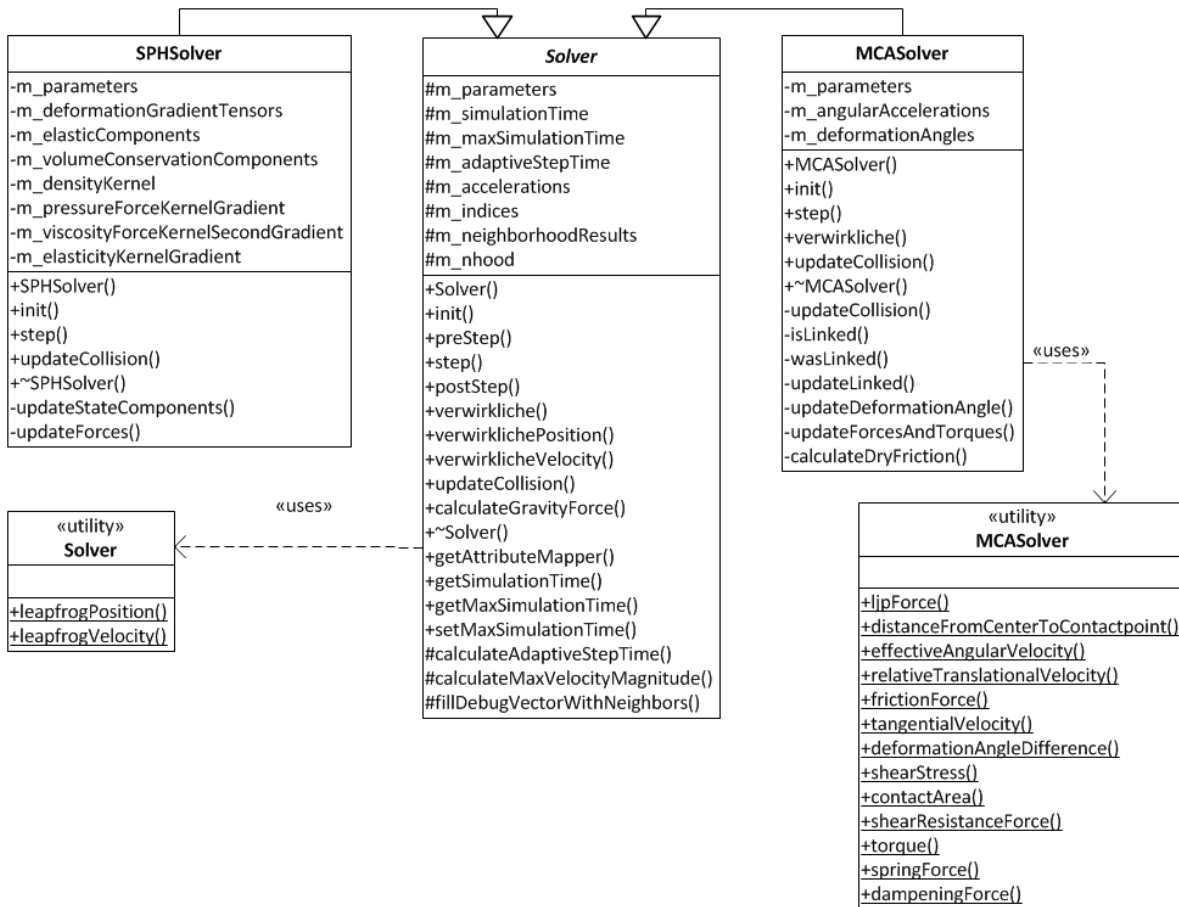 SPHSolver
-m_parameters
-m_deformationGradientTensors
-m_elasticComponents
-m_volumeConservationComponents
-m_densityKernel
-m_pressureForceKernelGradient
-m_viscosityForceKernelSecondGradient
-m_elasticityKernelGradient
+SPHSolver()
+init()
+step()
+updateCollision()
+~SPHSolver()
-updateStateComponents()
-updateForces()
Solver
#m_parameters
#m_simulationTime
#m_maxSimulationTime
#m_adaptiveStepTime
#m_accelerations
#m_indices
#m_neighborhoodResults
#m_nhood
+Solver()
+init()
+preStep()
+step()
+postStep()
+verwirkliche()
+verwirklichePosition()
+verwirklicheVelocity()
+updateCollision()
+calculateGravityForce()
+~Solver()
+getAttributeMapper()
+getSimulationTime()
+getMaxSimulationTime()
+setMaxSimulationTime()
#calculateAdaptiveStepTime()
#calculateMaxVelocityMagnitude()
#fillDebugVectorWithNeighbors()
MCASolver
-m_parameters
-m_angularAccelerations
-m_deformationAngles
+MCASolver()
+init()
+step()
+verwirkliche()
+updateCollision()
+~MCASolver()
-updateCollision()
-isLinked()
-wasLinked()
-updateLinked()
-updateDeformationAngle()
-updateForcesAndTorques()
-calculateDryFriction()
«uses»
«uses»
«utility»
Solver
+leapfrogPosition()
+leapfrogVelocity()
«utility»
MCASolver
+ljpForce()
+distanceFromCenterToContactpoint()
+effectiveAngularVelocity()
+relativeTranslationalVelocity()
+frictionForce()
+tangentialVelocity()
+deformationAngleDifference()
+shearStress()
+contactArea()
+shearResistanceForce()
+torque()
+springForce()
+dampeningForce()